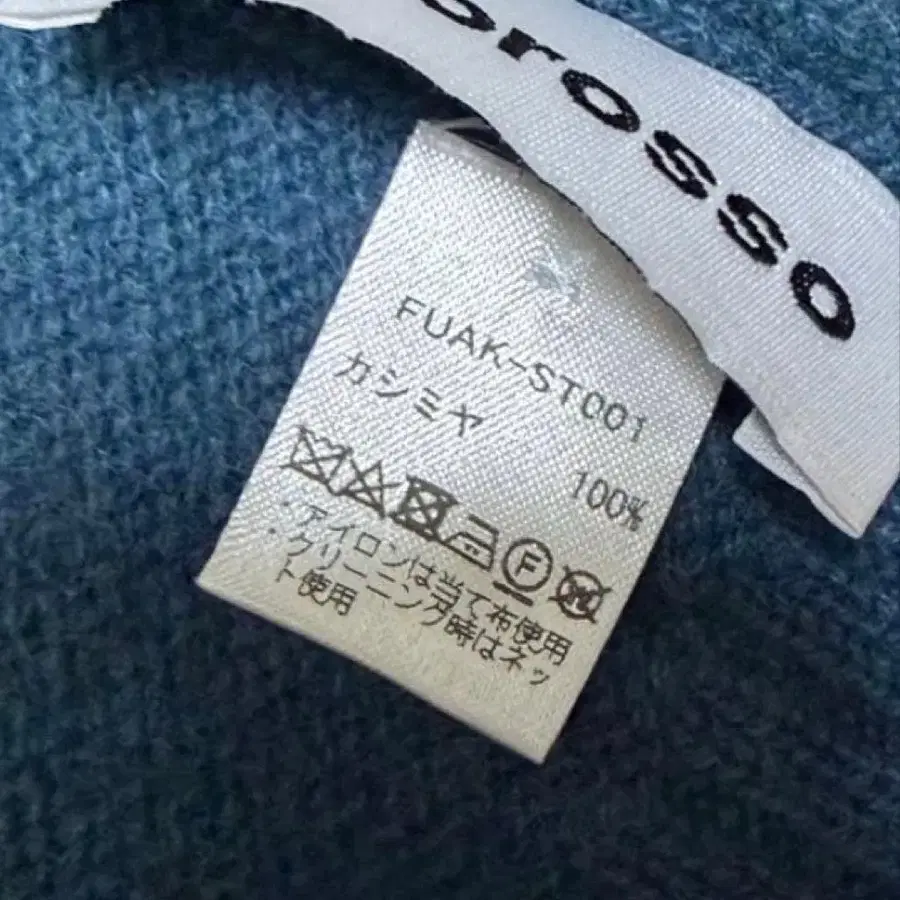 orosso
FUAK-ST001
カシミヤ
100%
F
W
・アイロンは当て布使用
・クリーニング時はネッ
ト使用